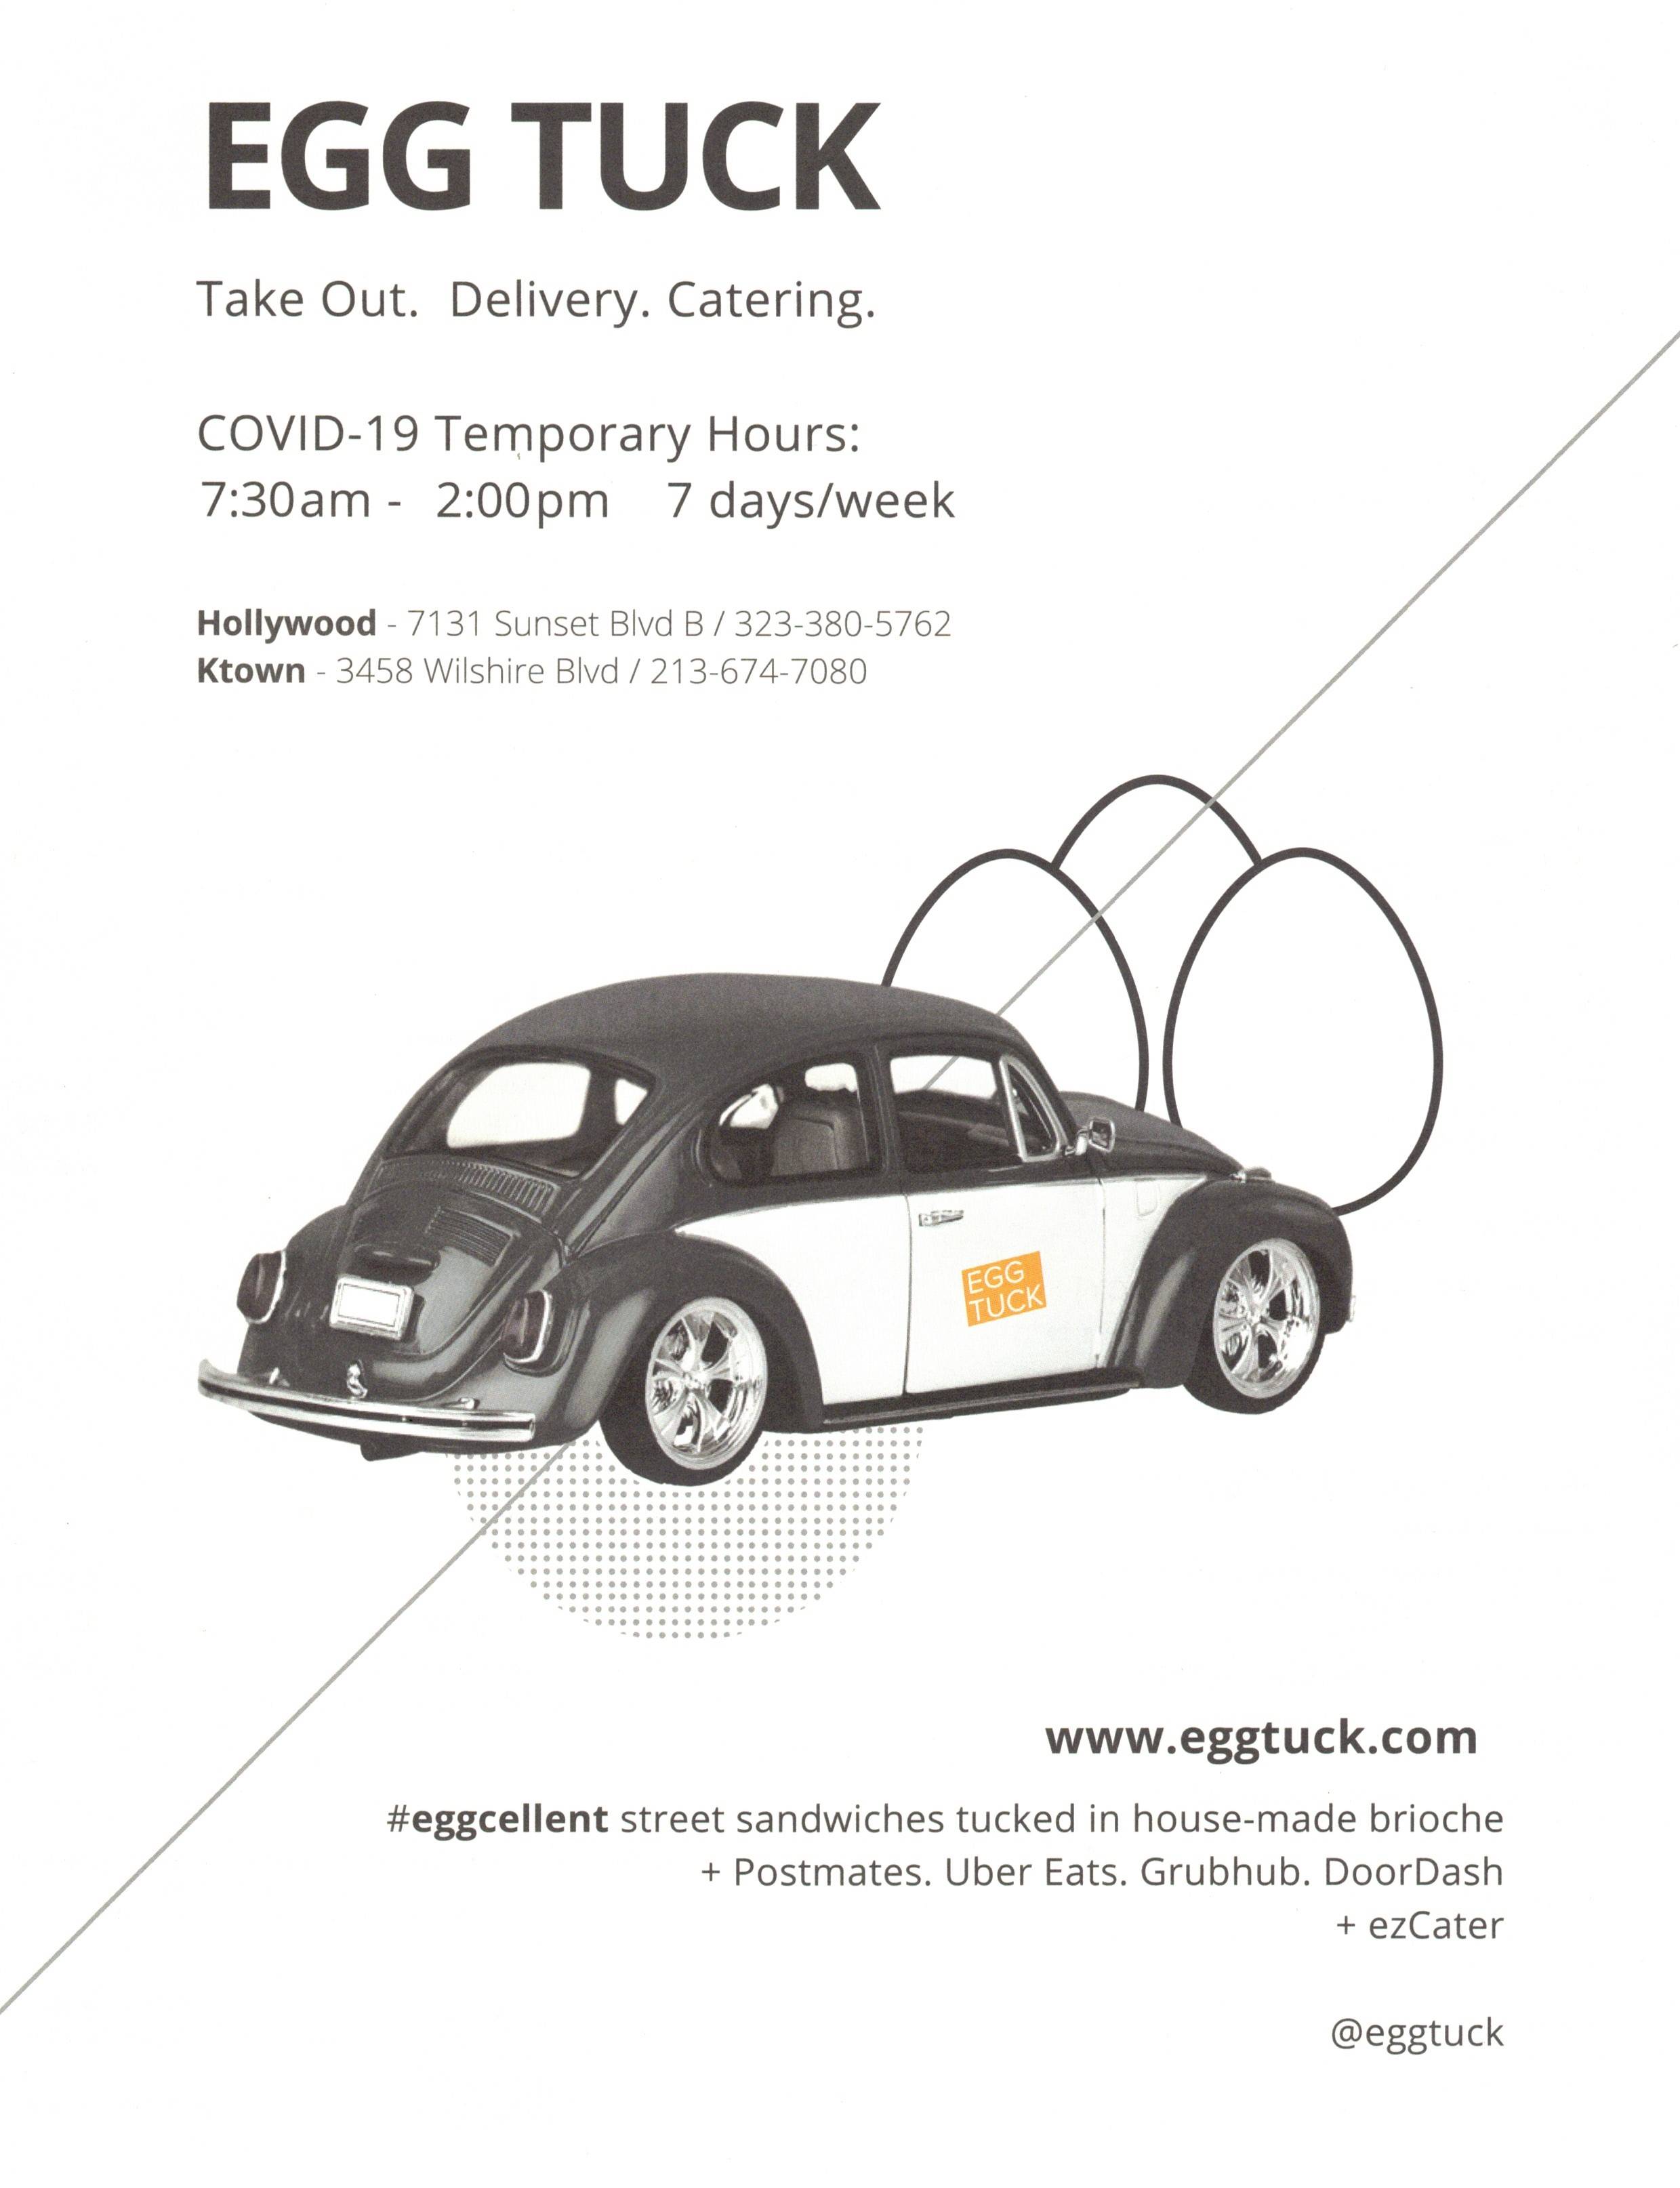 EGG TUCK
Take Out. Delivery. Catering.
COVID-19 Temporary Hours:
7:30am - 2:00pm 7 days/week
Hollywood - 7131 Sunset Blvd B / 323-380-5762
Ktown - 3458 Wilshire Blvd / 213-674-7080
EGG
TUCK
www.eggtuck.com
#eggcellent street sandwiches tucked in house-made brioche
+ Postmates. Uber Eats. Grubhub. DoorDash
+ ezCater
@eggtuck